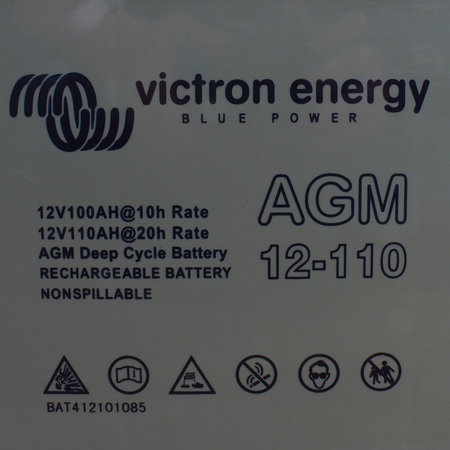 victron energy
BLUE POWER
AGM
12-110
12V100AH@10h Rate
12V110AH@20h Rate
AGM Deep Cycle Battery
RECHARGEABLE BATTERY
NONSPILLABLE
BAT412101085